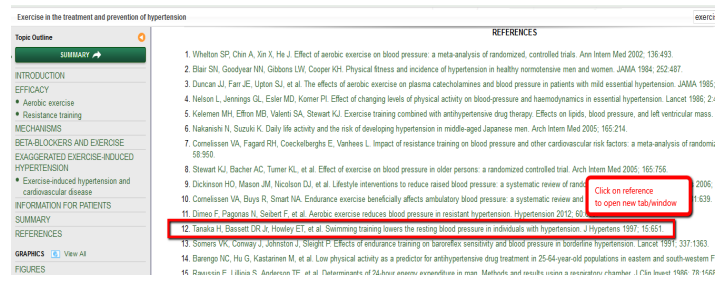 Exercise in the treatment and prevention of hypertension
exerci
Topic Outline
SUMMARY
INTRODUCTION
EFFICACY
• Aerobic exercise
• Resistance training
MECHANISMS
BETA-BLOCKERS AND EXERCISE
EXAGGERATED EXERCISE-INDUCED
HYPERTENSION
• Exercise-induced hypertension and
cardiovascular disease
INFORMATION FOR PATIENTS
SUMMARY
REFERENCES
GRAPHICS View All
FIGURES
REFERENCES
1. Whelton SP, Chin A, Xin X, He J. Effect of aerobic exercise on blood pressure: a meta-analysis of randomized, controlled trials. Ann Intern Med 2002; 136:493.
2. Blair SN, Goodyear NN, Gibbons LW, Cooper KH. Physical fitness and incidence of hypertension in healthy normotensive men and women. JAMA 1984; 252:487.
3. Duncan JJ, Farr JE, Upton SJ, et al. The effects of aerobic exercise on plasma catecholamines and blood pressure in patients with mild essential hypertension. JAMA 1985;
4. Nelson L, Jennings GL, Esler MD, Korner PI. Effect of changing levels of physical activity on blood-pressure and haemodynamics in essential hypertension. Lancet 1986; 2:
5. Kelemen MH, Effron MB, Valenti SA, Stewart KJ. Exercise training combined with antihypertensive drug therapy. Effects on lipids, blood pressure, and left ventricular mass.
6. Nakanishi N, Suzuki K. Daily life activity and the risk of developing hypertension in middle-aged Japanese men. Arch Intern Med 2005; 165:214.
7. Cornelissen VA, Fagard RH, Coeckelberghs E, Vanhees L. Impact of resistance training on blood pressure and other cardiovascular risk factors: a meta-analysis of randomiz
58:950.
8. Stewart KJ, Bacher AC, Turner KL, et al. Effect of exercise on blood pressure in older persons: a randomized controlled trial. Arch Intern Med 2005; 165:756.
9. Dickinson HO, Mason JM, Nicolson DJ, et al. Lifestyle interventions to reduce raised blood pressure: a systematic review of rand 2006;
10. Cornelissen VA, Buys R, Smart NA. Endurance exercise beneficially affects ambulatory blood pressure: a systematic review and 1:639.
Click on reference
to open new tab/window
11. Dimeo F, Pagonas N, Seibert F, et al. Aerobic exercise reduces blood pressure in resistant hypertension. Hypertension 2012; 60:
12. Tanaka H, Bassett DR Jr, Howley ET, et al. Swimming training lowers the resting blood pressure in individuals with hypertension. J Hypertens 1997; 15:651.
13. Somers VK, Conway J, Johnston J, Sleight P. Effects of endurance training on baroreflex sensitivity and blood pressure in borderline hypertension. Lancet 1991; 337:1363.
14. Barengo NC, Hu G, Kastarinen M, et al. Low physical activity as a predictor for antihypertensive drug treatment in 25-64-year-old populations in eastern and south-western F
15. Ravussin E, Lillioja S, Anderson TE, et al. Determinants of 24-hour energy expenditure in man. Methods and results using a respiratory chamber. J Clin Invest 1986; 78:1568